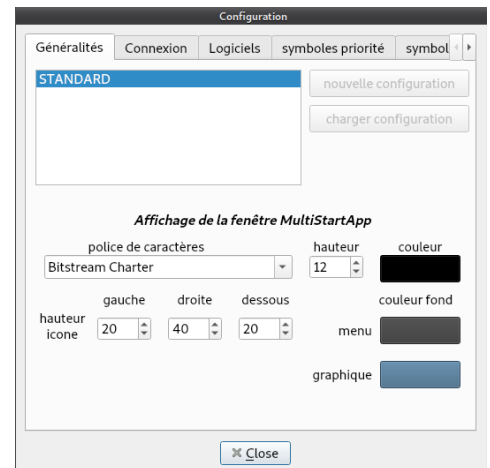 Configuration
Généralités Connexion Logiciels symboles priorité symbol
STANDARD
nouvelle configuration
charger configuration
Affichage de la fenêtre MultiStartApp
police de caractères hauteur couleur
Bitstream Charter 12
gauche droite dessous couleur fond
hauteur
icone 20 40 20 menu
graphique
Close